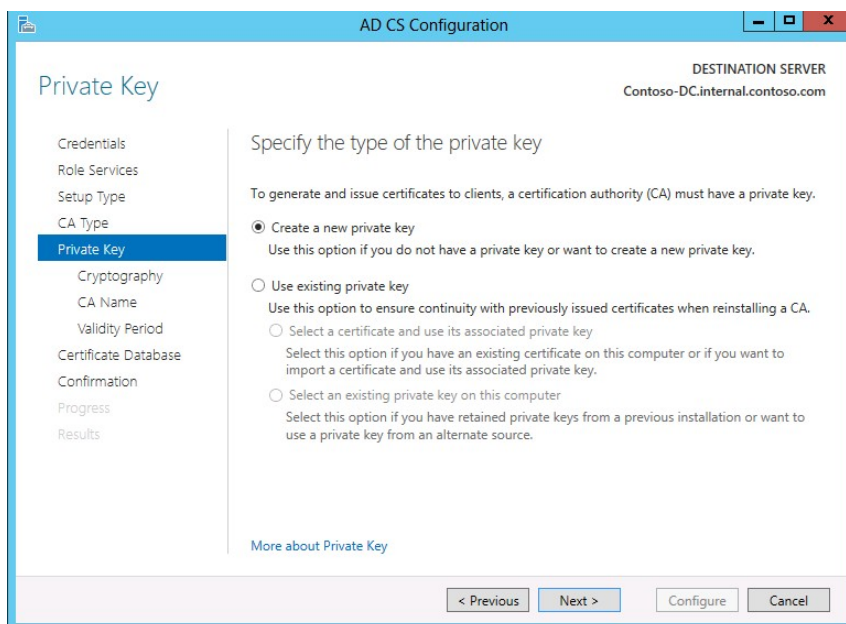 AD CS Configuration
Private Key
DESTINATION SERVER
Contoso-DC.internal.contoso.com
Credentials
Role Services
Setup Type
CA Type
Private Key
Cryptography
CA Name
Validity Period
Certificate Database
Confirmation
Progress
Results
Specify the type of the private key
To generate and issue certificates to clients, a certification authority (CA) must have a private key.
Create a new private key
Use this option if you do not have a private key or want to create a new private key.
Use existing private key
Use this option to ensure continuity with previously issued certificates when reinstalling a CA.
Select a certificate and use its associated private key
Select this option if you have an existing certificate on this computer or if you want to
import a certificate and use its associated private key.
Select an existing private key on this computer
Select this option if you have retained private keys from a previous installation or want to
use a private key from an alternate source.
More about Private Key
< Previous
Next >
Configure
Cancel